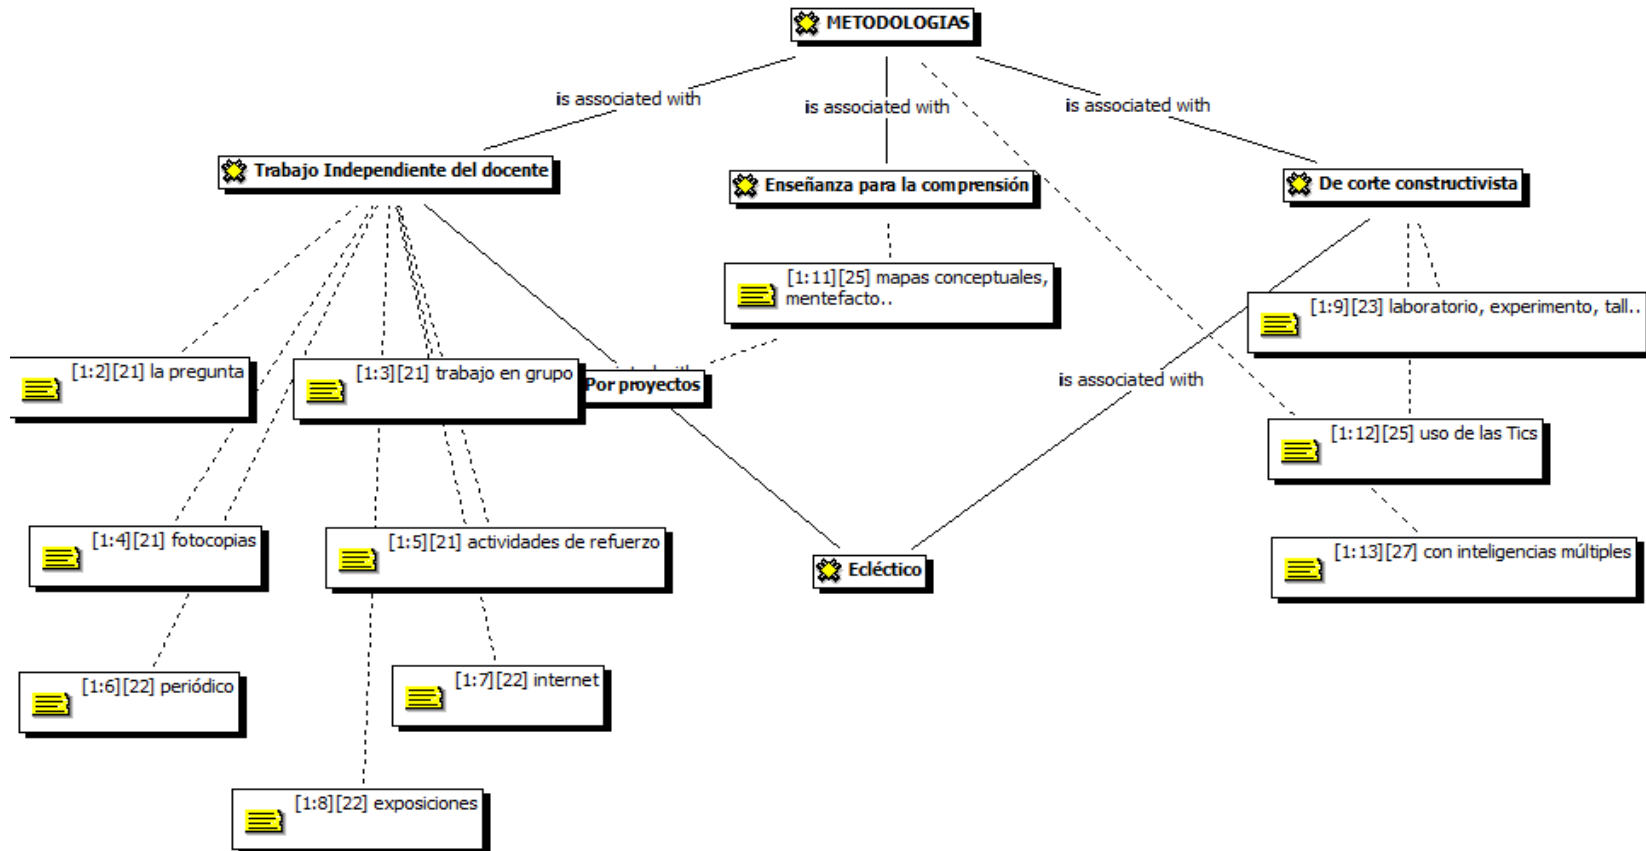 METODOLOGIAS
is associated with
is associated with
is associated with
Trabajo Independiente del docente
Enseñanza para la comprensión
De corte constructivista
[1:11][25] mapas conceptuales,
mentefacto..
[1:9][23] laboratorio, experimento, tall..
[1:2][21] la pregunta
[1:3][21] trabajo en grupo
Por proyectos
is associated with
[1:12][25] uso de las Tics
[1:4][21] fotocopias
[1:5][21] actividades de refuerzo
Ecléctico
[1:13][27] con inteligencias múltiples
[1:6][22] periódico
[1:7][22] internet
[1:8][22] exposiciones